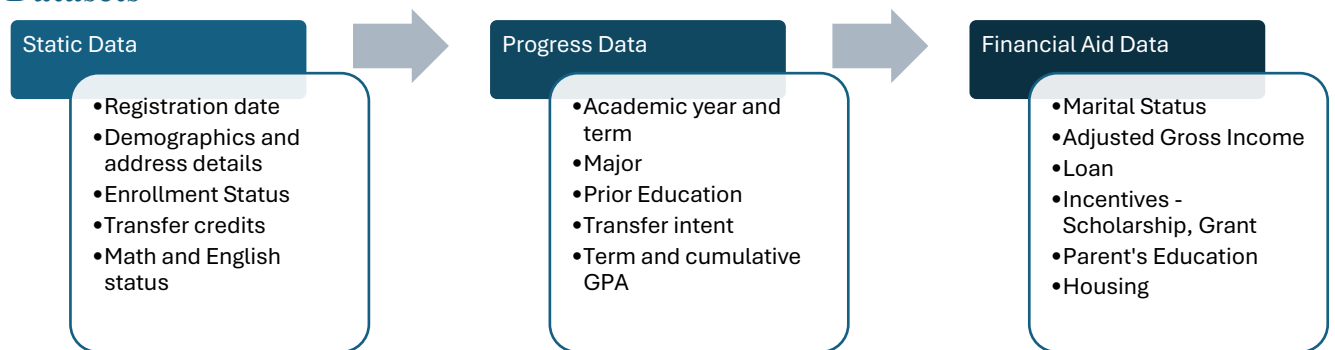 Datasets
Static Data
•Registration date
•Demographics and
address details
•Enrollment Status
•Transfer credits
•Math and English
status
Progress Data
•Academic year and
term
•Major
•Prior Education
•Transfer intent
•Term and cumulative
GPA
Financial Aid Data
•Marital Status
•Adjusted Gross Income
•Loan
•Incentives -
Scholarship, Grant
•Parent's Education
•Housing